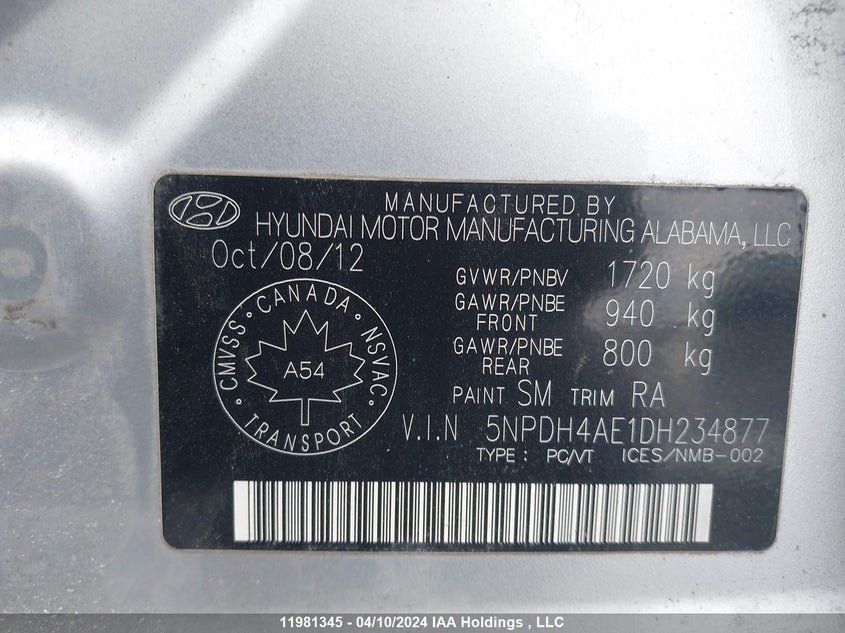 MANUFACTURED BY
HYUNDAI MOTOR MANUFACTURING ALABAMA, LLC
Oct/08/12
GVWR/PNBV 1720 kg
GAWR/PNBE FRONT 940 kg
GAWR/PNBE REAR 800 kg
CMVSS • CANADA • NSVAC • TRANSPORT •
A54
PAINT SM TRIM RA
V.I.N 5NPDH4AE1DH234877
TYPE : PC/VT ICES/NMB-002
11981345 - 04/10/2024 IAA Holdings , LLC